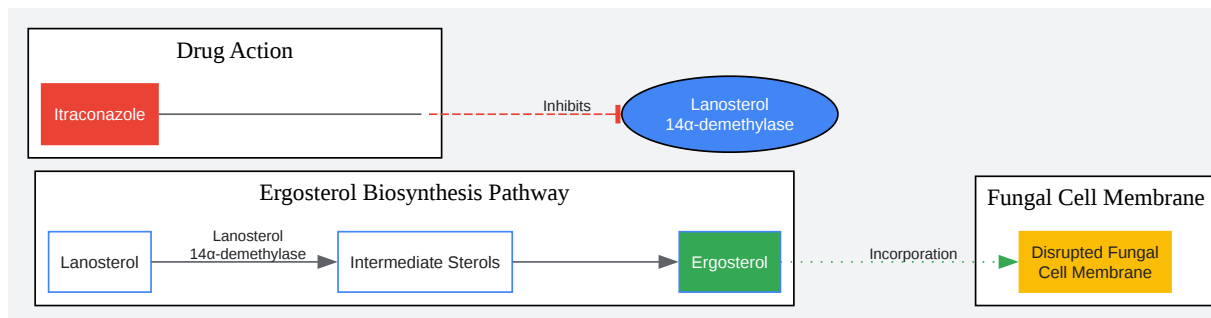 Drug Action
Itraconazole
Inhibits
Lanosterol
14α-demethylase
Ergosterol Biosynthesis Pathway
Lanosterol
Lanosterol
14α-demethylase
Intermediate Sterols
Ergosterol
Incorporation
Fungal Cell Membrane
Disrupted Fungal
Cell Membrane